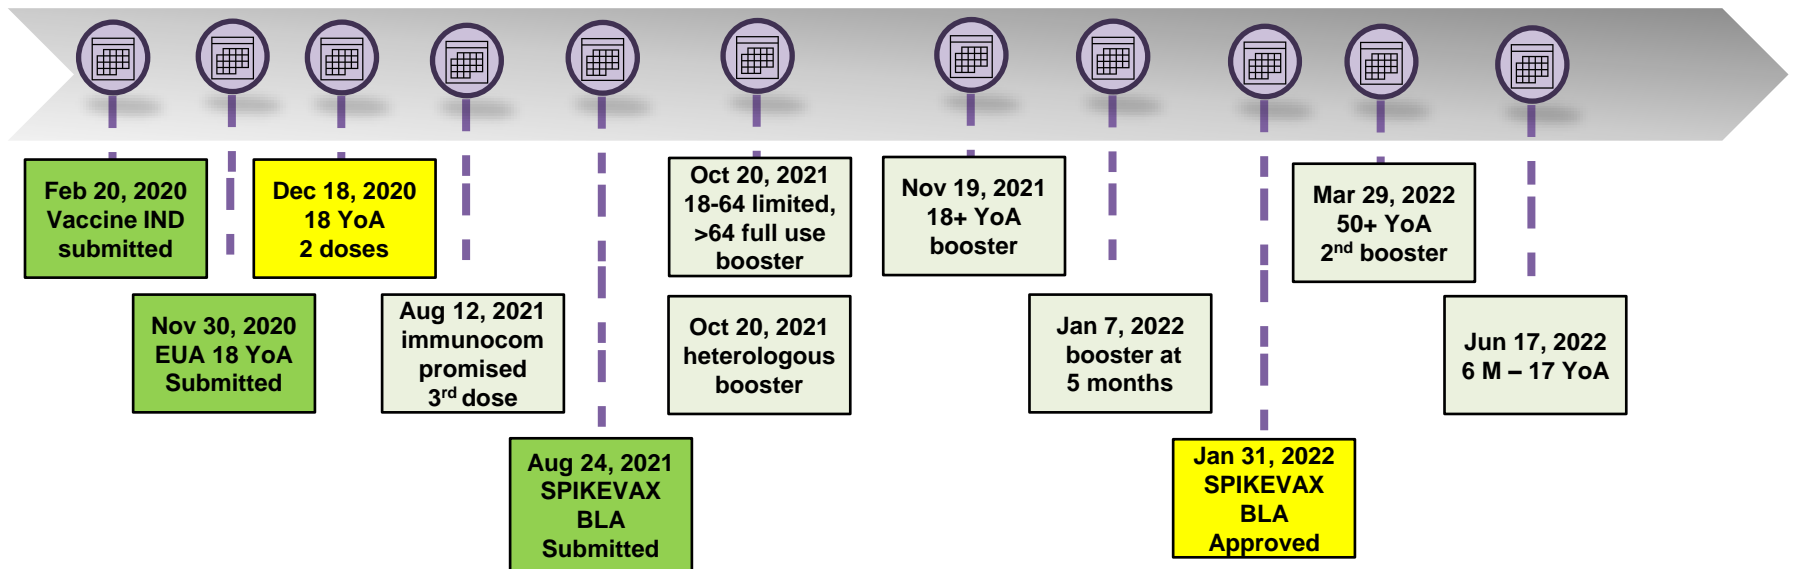 Feb 20, 2020
Vaccine IND
submitted
Nov 30, 2020
EUA 18 YoA
Submitted
Dec 18, 2020
18 YoA
2 doses
Aug 12, 2021
immunocom
promised
3rd dose
Aug 24, 2021
SPIKEVAX
BLA
Submitted
Oct 20, 2021
18-64 limited,
>64 full use
booster
Oct 20, 2021
heterologous
booster
Nov 19, 2021
18+ YoA
booster
Jan 7, 2022
booster at
5 months
Jan 31, 2022
SPIKEVAX
BLA
Approved
Mar 29, 2022
50+ YoA
2nd booster
Jun 17, 2022
6 M – 17 YoA